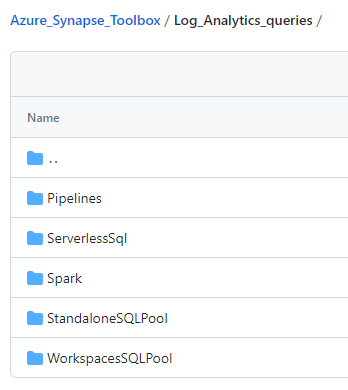 Azure_Synapse_Toolbox / Log_Analytics_queries /
Name
..
Pipelines
ServerlessSql
Spark
StandaloneSQLPool
WorkspacesSQLPool